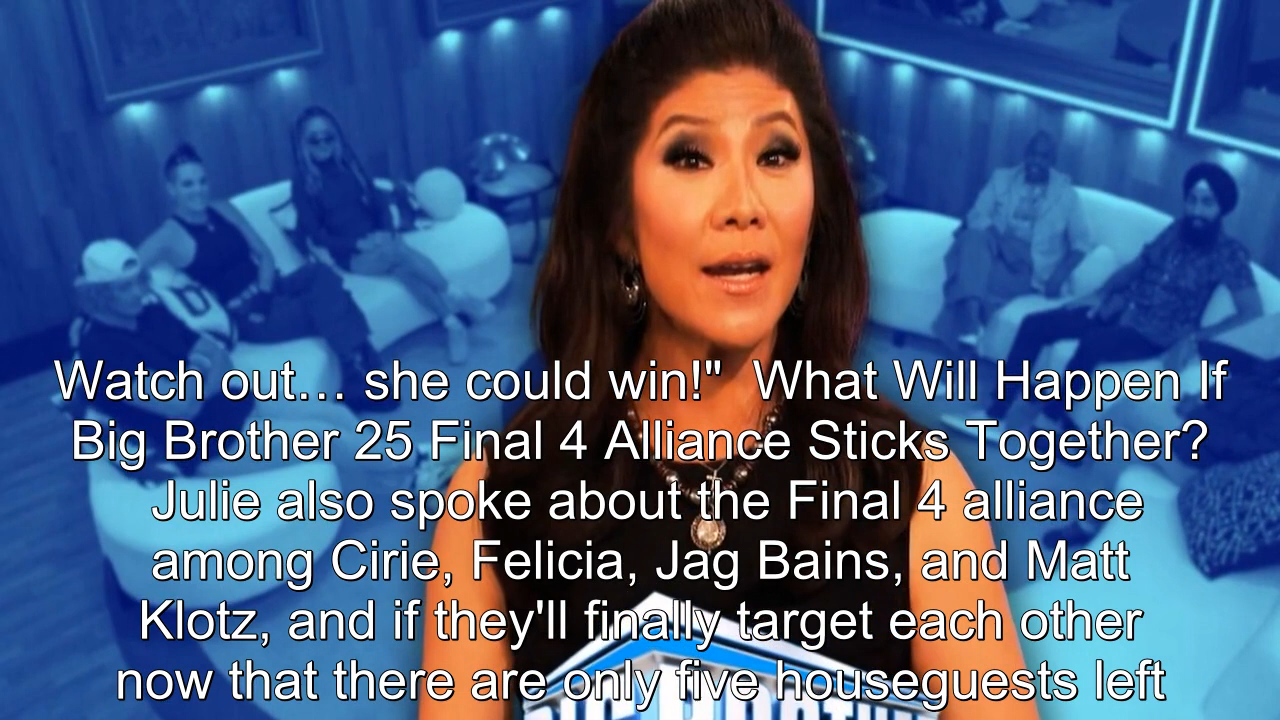 Watch out… she could win!"  What Will Happen If
Big Brother 25 Final 4 Alliance Sticks Together?
Julie also spoke about the Final 4 alliance
among Cirie, Felicia, Jag Bains, and Matt
Klotz, and if they'll finally target each other
now that there are only five houseguests left